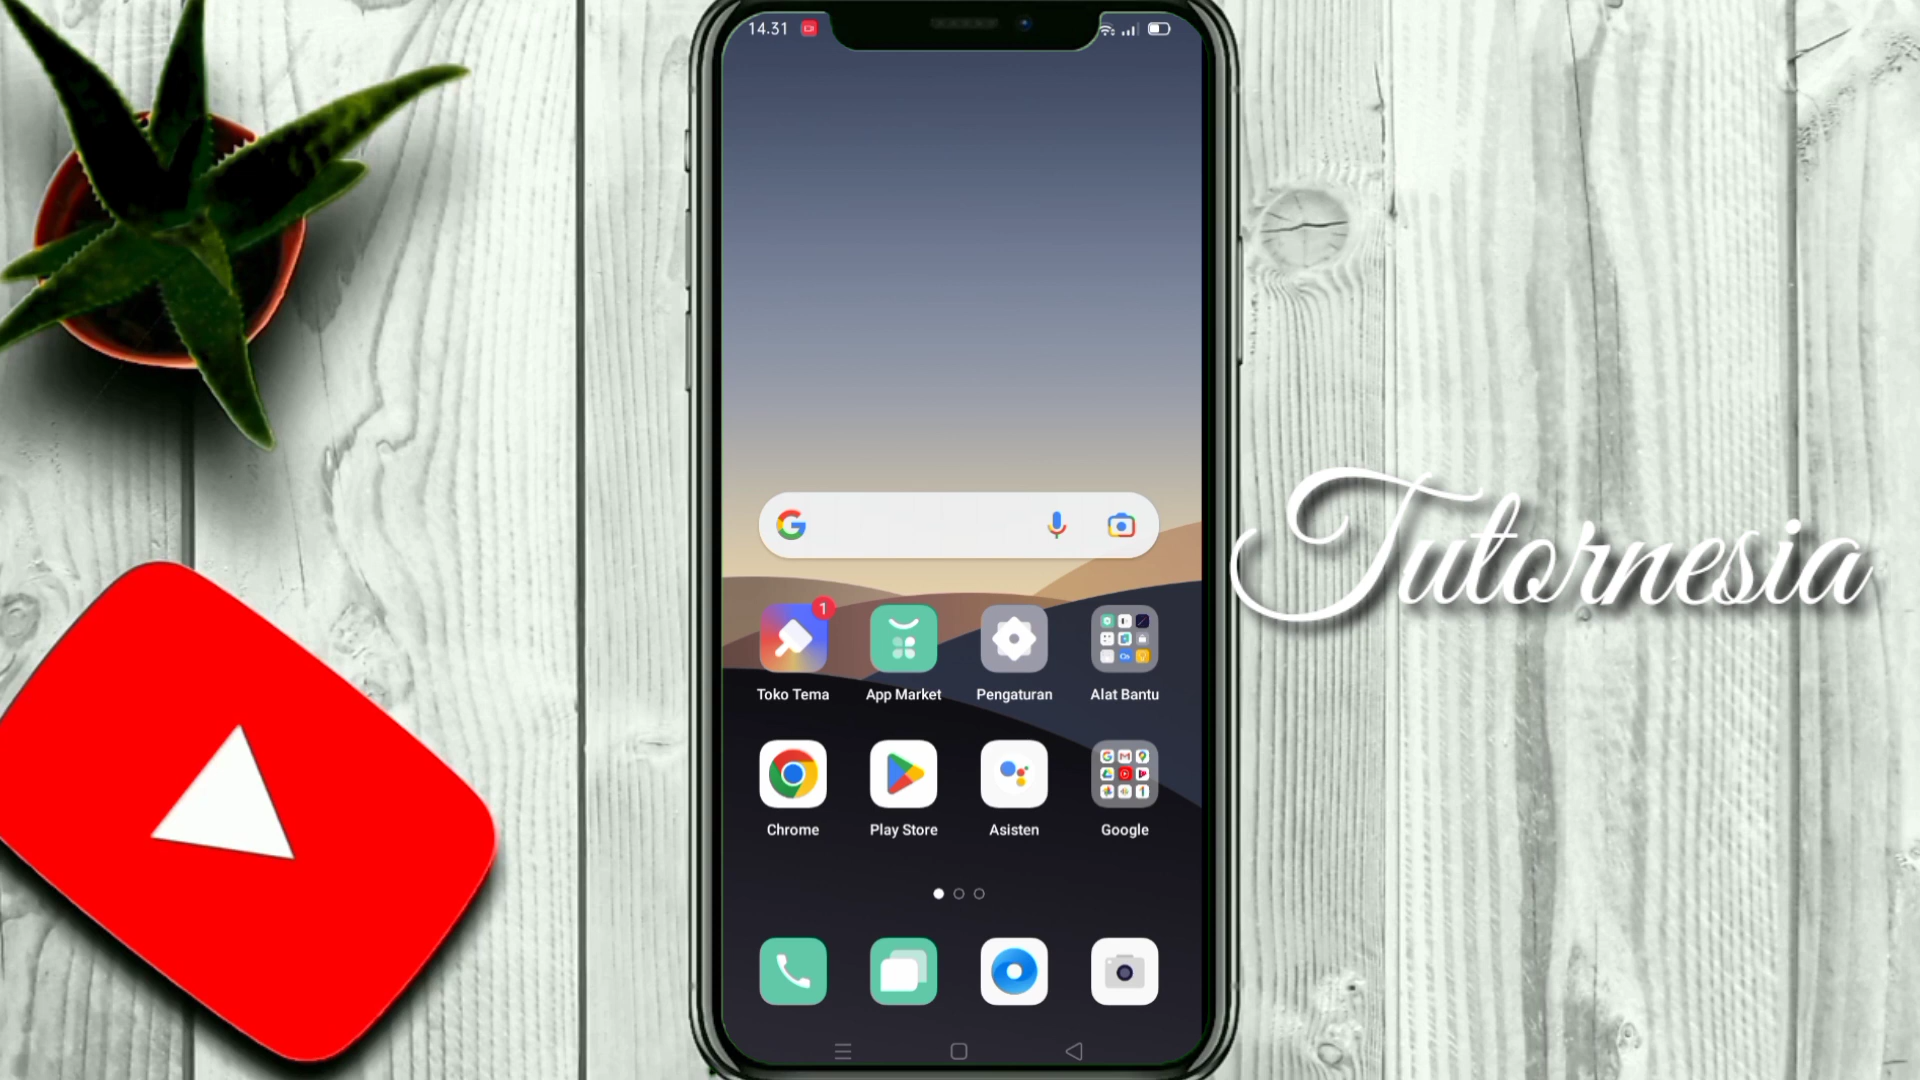 14.31
Tutornesia
1
Toko Tema
App Market
Pengaturan
Alat Bantu
Chrome
Play Store
Asisten
Google